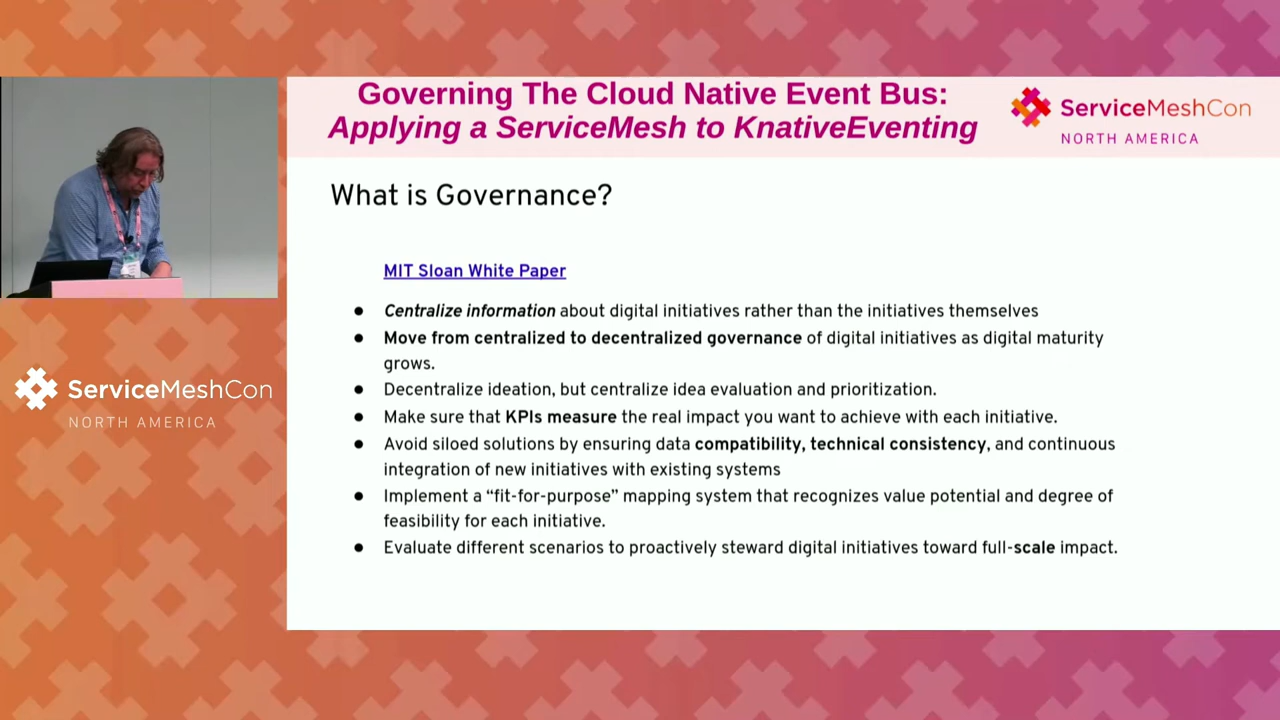 Governing The Cloud Native Event Bus:
Applying a ServiceMesh to KnativeEventing
ServiceMeshCon
NORTH AMERICA
What is Governance?
MIT Sloan White Paper
● Centralize information about digital initiatives rather than the initiatives themselves
● Move from centralized to decentralized governance of digital initiatives as digital maturity
grows.
● Decentralize ideation, but centralize idea evaluation and prioritization.
● Make sure that KPIs measure the real impact you want to achieve with each initiative.
● Avoid siloed solutions by ensuring data compatibility, technical consistency, and continuous
integration of new initiatives with existing systems
● Implement a “fit-for-purpose” mapping system that recognizes value potential and degree of
feasibility for each initiative.
● Evaluate different scenarios to proactively steward digital initiatives toward full-scale impact.
ServiceMeshCon
NORTH AMERICA